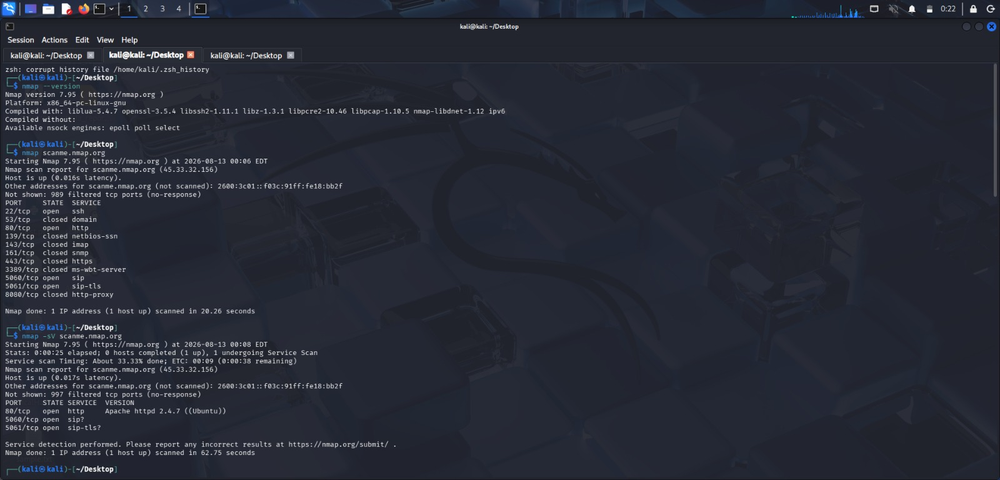 1 2 3 4 0:22
kali@kali: ~/Desktop
Session Actions Edit View Help
kali@kali: ~/Desktop kali@kali: ~/Desktop kali@kali: ~/Desktop
zsh: corrupt history file /home/kali/.zsh_history
┌──(kali㉿kali)-[~/Desktop]
└─$ nmap --version
Nmap version 7.95 ( https://nmap.org )
Platform: x86_64-pc-linux-gnu
Compiled with: liblua-5.4.7 openssl-3.5.4 libssh2-1.11.1 libz-1.3.1 libpcre2-10.46 libpcap-1.10.5 nmap-libdnet-1.12 ipv6
Compiled without:
Available nsock engines: epoll poll select
┌──(kali㉿kali)-[~/Desktop]
└─$ nmap scanme.nmap.org
Starting Nmap 7.95 ( https://nmap.org ) at 2026-08-13 00:06 EDT
Nmap scan report for scanme.nmap.org (45.33.32.156)
Host is up (0.016s latency).
Other addresses for scanme.nmap.org (not scanned): 2600:3c01::f03c:91ff:fe18:bb2f
Not shown: 989 filtered tcp ports (no-response)
PORT     STATE  SERVICE
22/tcp   open   ssh
53/tcp   closed domain
80/tcp   open   http
139/tcp  closed netbios-ssn
143/tcp  closed imap
161/tcp  closed snmp
443/tcp  closed https
3389/tcp closed ms-wbt-server
5060/tcp open   sip
5061/tcp open   sip-tls
8080/tcp closed http-proxy
Nmap done: 1 IP address (1 host up) scanned in 20.26 seconds
┌──(kali㉿kali)-[~/Desktop]
└─$ nmap -sV scanme.nmap.org
Starting Nmap 7.95 ( https://nmap.org ) at 2026-08-13 00:08 EDT
Stats: 0:00:25 elapsed; 0 hosts completed (1 up), 1 undergoing Service Scan
Service scan Timing: About 33.33% done; ETC: 00:09 (0:00:38 remaining)
Nmap scan report for scanme.nmap.org (45.33.32.156)
Host is up (0.017s latency).
Other addresses for scanme.nmap.org (not scanned): 2600:3c01::f03c:91ff:fe18:bb2f
Not shown: 997 filtered tcp ports (no-response)
PORT     STATE SERVICE  VERSION
80/tcp   open  http     Apache httpd 2.4.7 ((Ubuntu))
5060/tcp open  sip?
5061/tcp open  sip-tls?
Service detection performed. Please report any incorrect results at https://nmap.org/submit/ .
Nmap done: 1 IP address (1 host up) scanned in 62.75 seconds
┌──(kali㉿kali)-[~/Desktop]